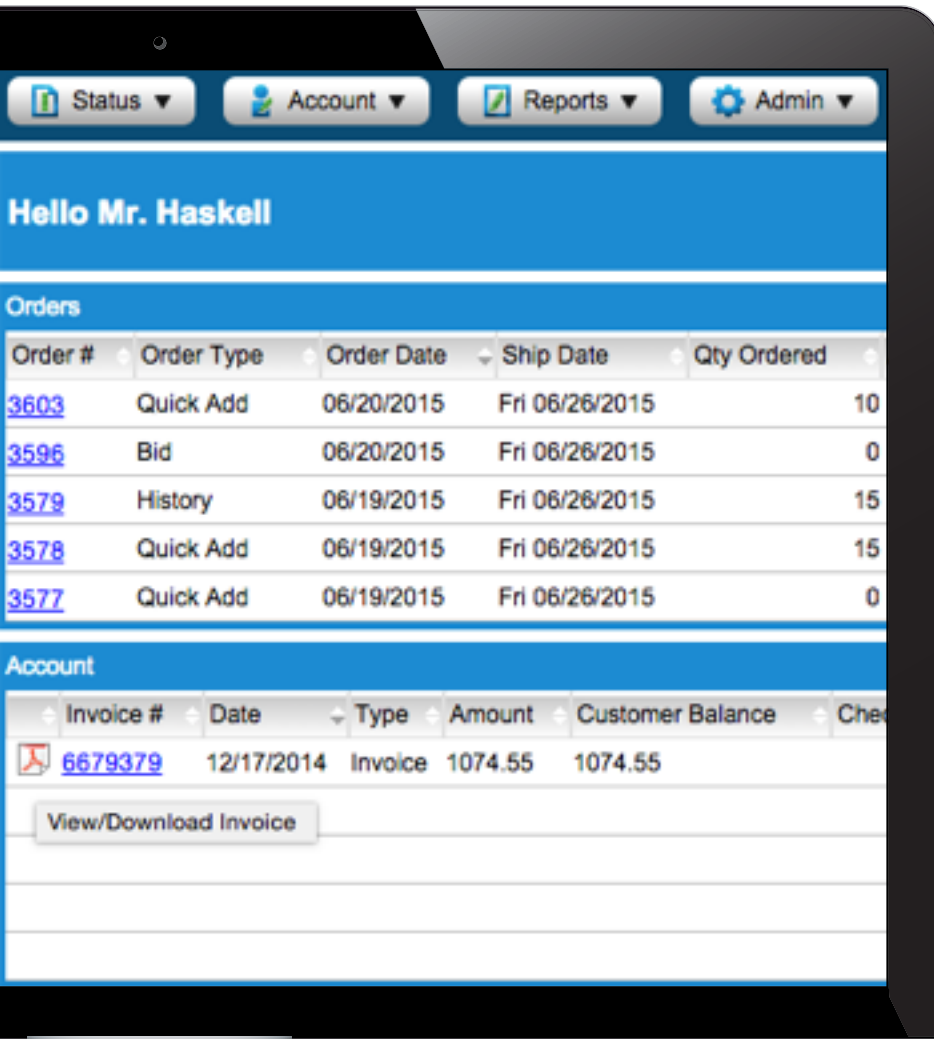 Status ▼ Account ▼ Reports ▼ Admin ▼
Hello Mr. Haskell
Orders
Order # Order Type Order Date Ship Date Qty Ordered
3603 Quick Add 06/20/2015 Fri 06/26/2015 10
3596 Bid 06/20/2015 Fri 06/26/2015 0
3579 History 06/19/2015 Fri 06/26/2015 15
3578 Quick Add 06/19/2015 Fri 06/26/2015 15
3577 Quick Add 06/19/2015 Fri 06/26/2015 0
Account
Invoice # Date Type Amount Customer Balance
6679379 12/17/2014 Invoice 1074.55 1074.55
View/Download Invoice